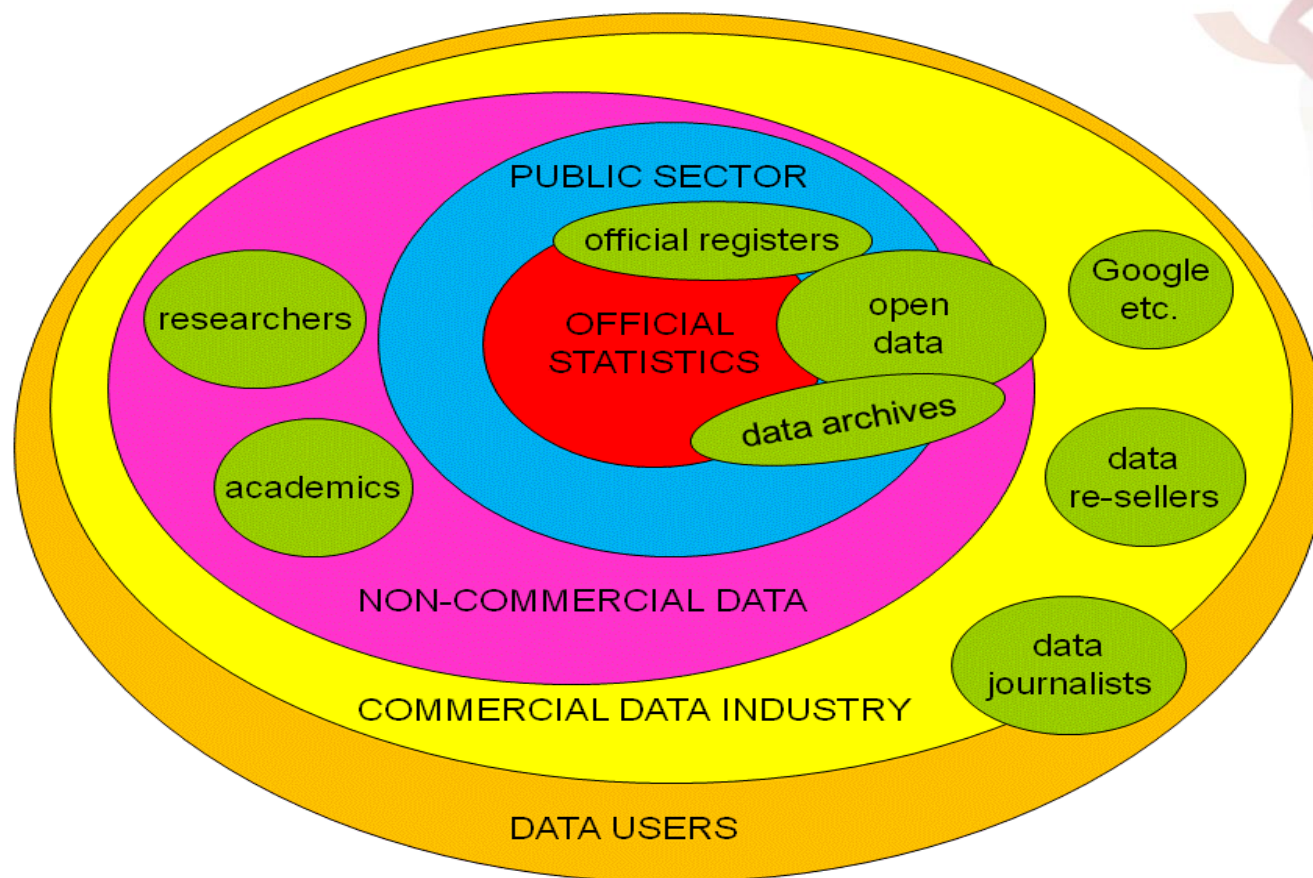 PUBLIC SECTOR
official registers
Google
etc.
open
data
researchers
OFFICIAL
STATISTICS
data archives
data
re-sellers
academics
NON-COMMERCIAL DATA
data
journalists
COMMERCIAL DATA INDUSTRY
DATA USERS